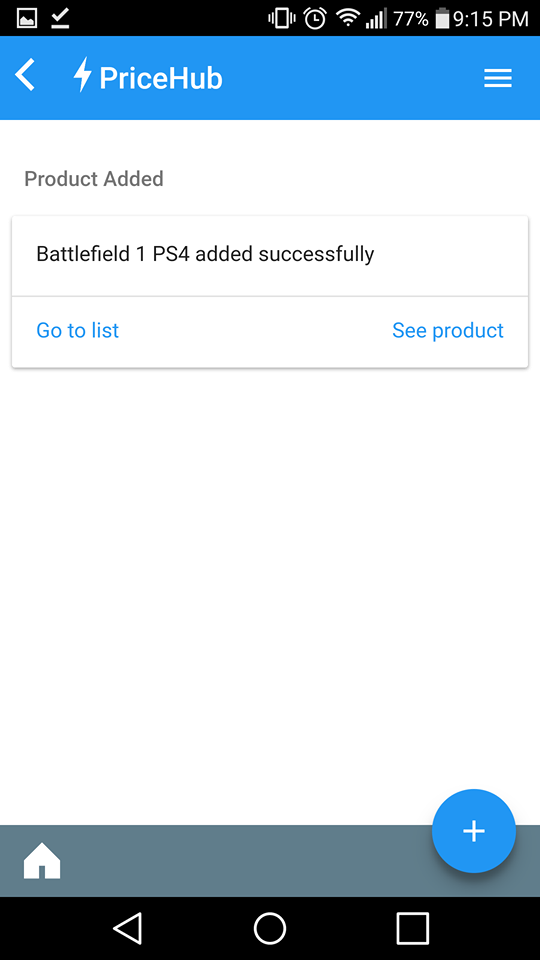 77% 9:15 PM
PriceHub
Product Added
Battlefield 1 PS4 added successfully
Go to list See product
+